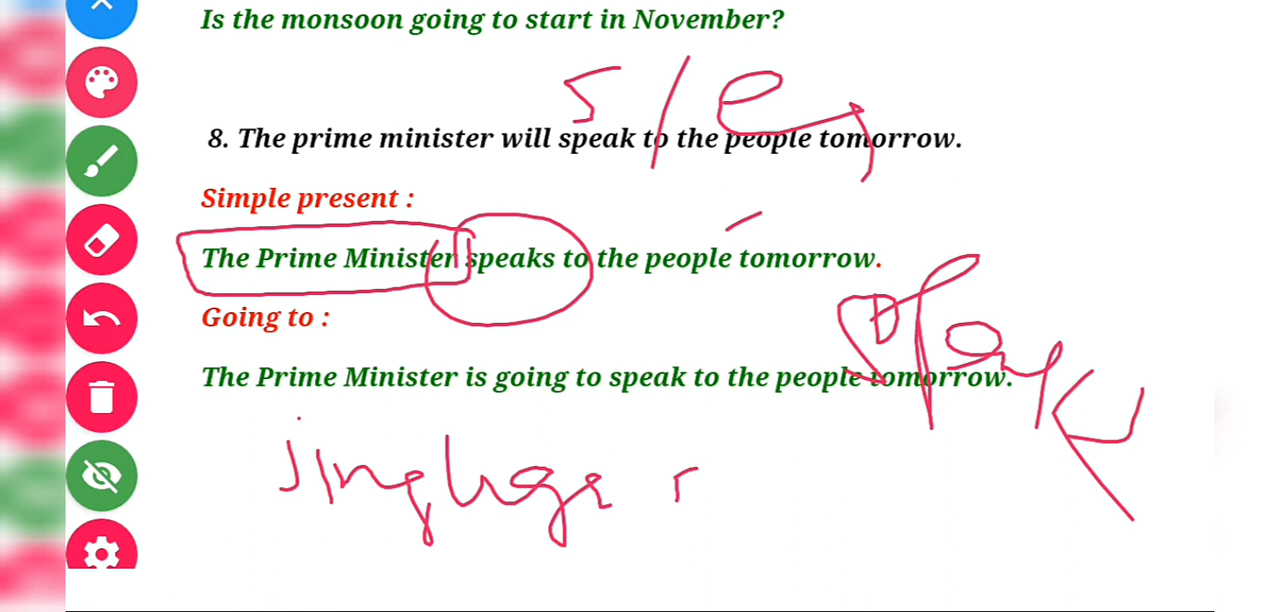 Is the monsoon going to start in November?
s/e,
8. The prime minister will speak to the people tomorrow.
Simple present :
The Prime Minister speaks to the people tomorrow.
Going to :
The Prime Minister is going to speak to the people tomorrow.